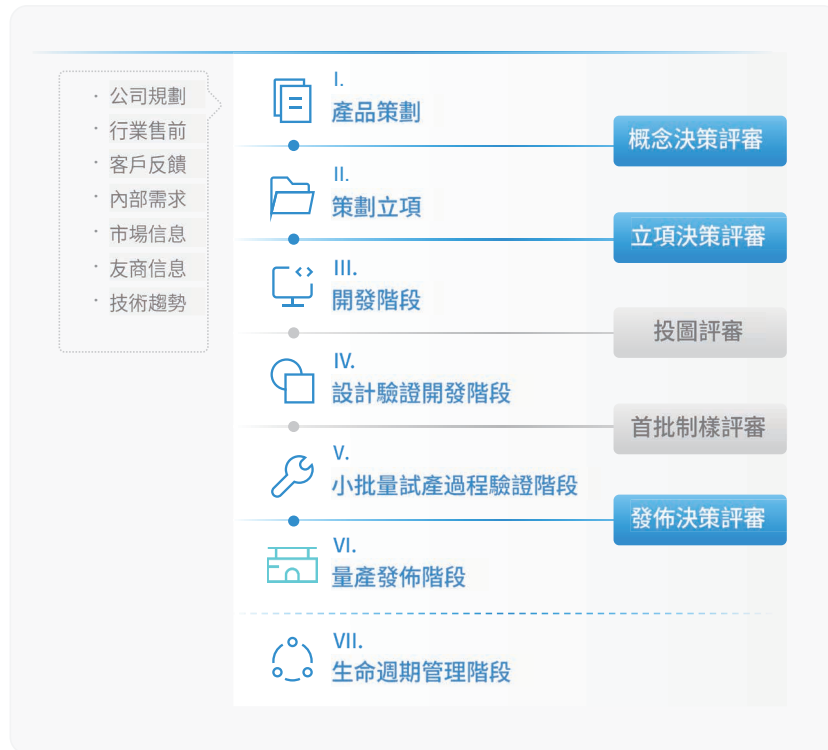 · 公司規劃
· 行業售前
· 客戶反饋
· 內部需求
· 市場信息
· 友商信息
· 技術趨勢
I.
產品策劃
概念決策評審
II.
策劃立項
立項決策評審
III.
開發階段
投圖評審
IV.
設計驗證開發階段
首批制樣評審
V.
小批量試產過程驗證階段
發佈決策評審
VI.
量產發佈階段
VII.
生命週期管理階段